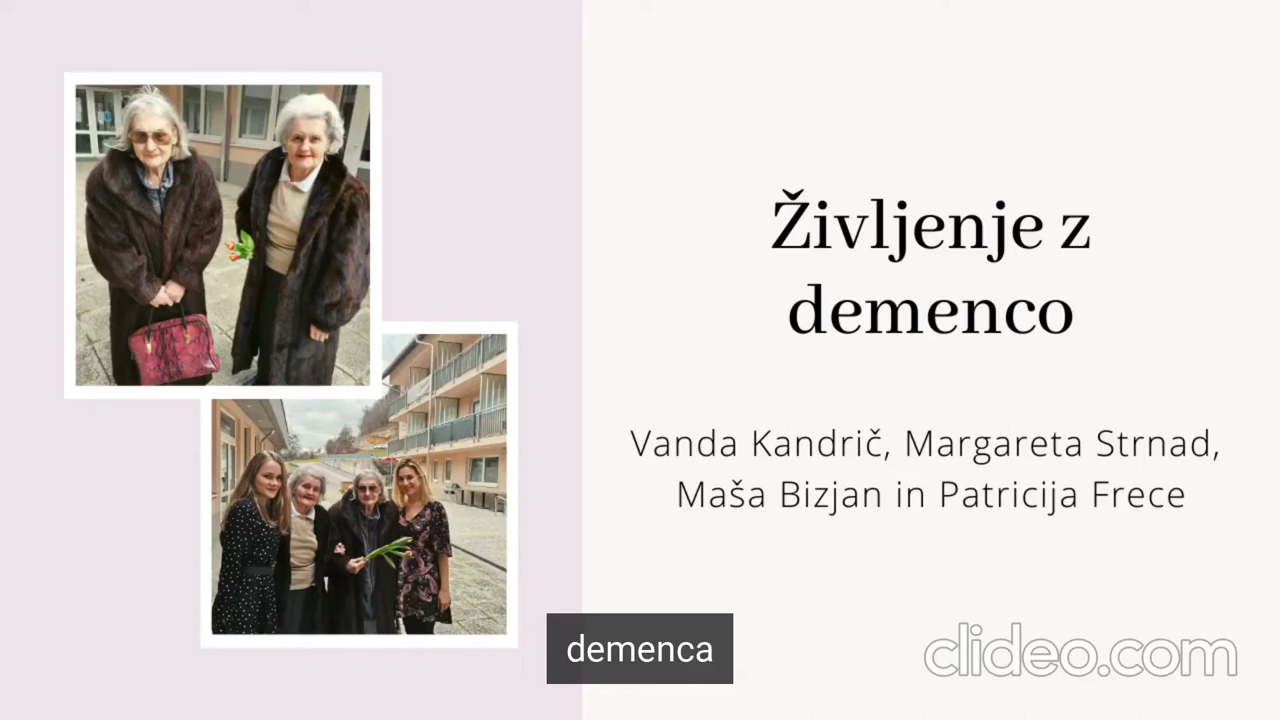 Življenje z
demenco
Vanda Kandrič, Margareta Strnad,
Maša Bizjan in Patricija Frece
demenca
clideo.com